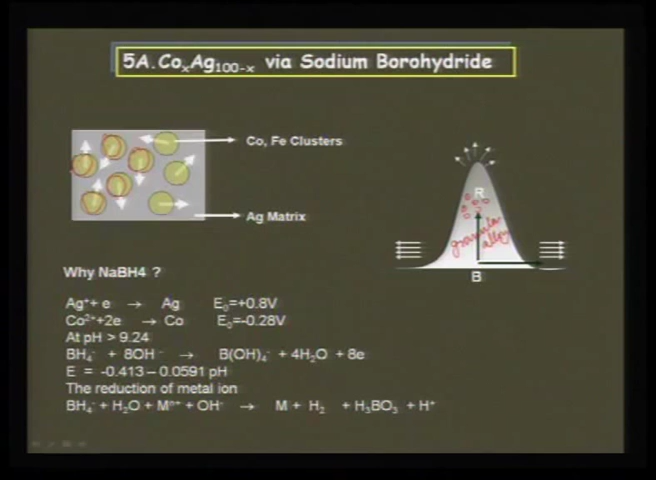 5A.CoₓAg₁₀₀₋ₓ via Sodium Borohydride
Co, Fe Clusters
Ag Matrix
R
granular
alloy
B
Why NaBH4 ?
Ag⁺+ e → Ag E₀=+0.8V
Co²⁺+2e → Co E₀=-0.28V
At pH > 9.24
BH₄⁻ + 8OH⁻ → B(OH)₄⁻ + 4H₂O + 8e
E = -0.413 – 0.0591 pH
The reduction of metal ion
BH₄⁻ + H₂O + Mⁿ⁺ + OH⁻ → M + H₂ + H₃BO₃ + H⁺